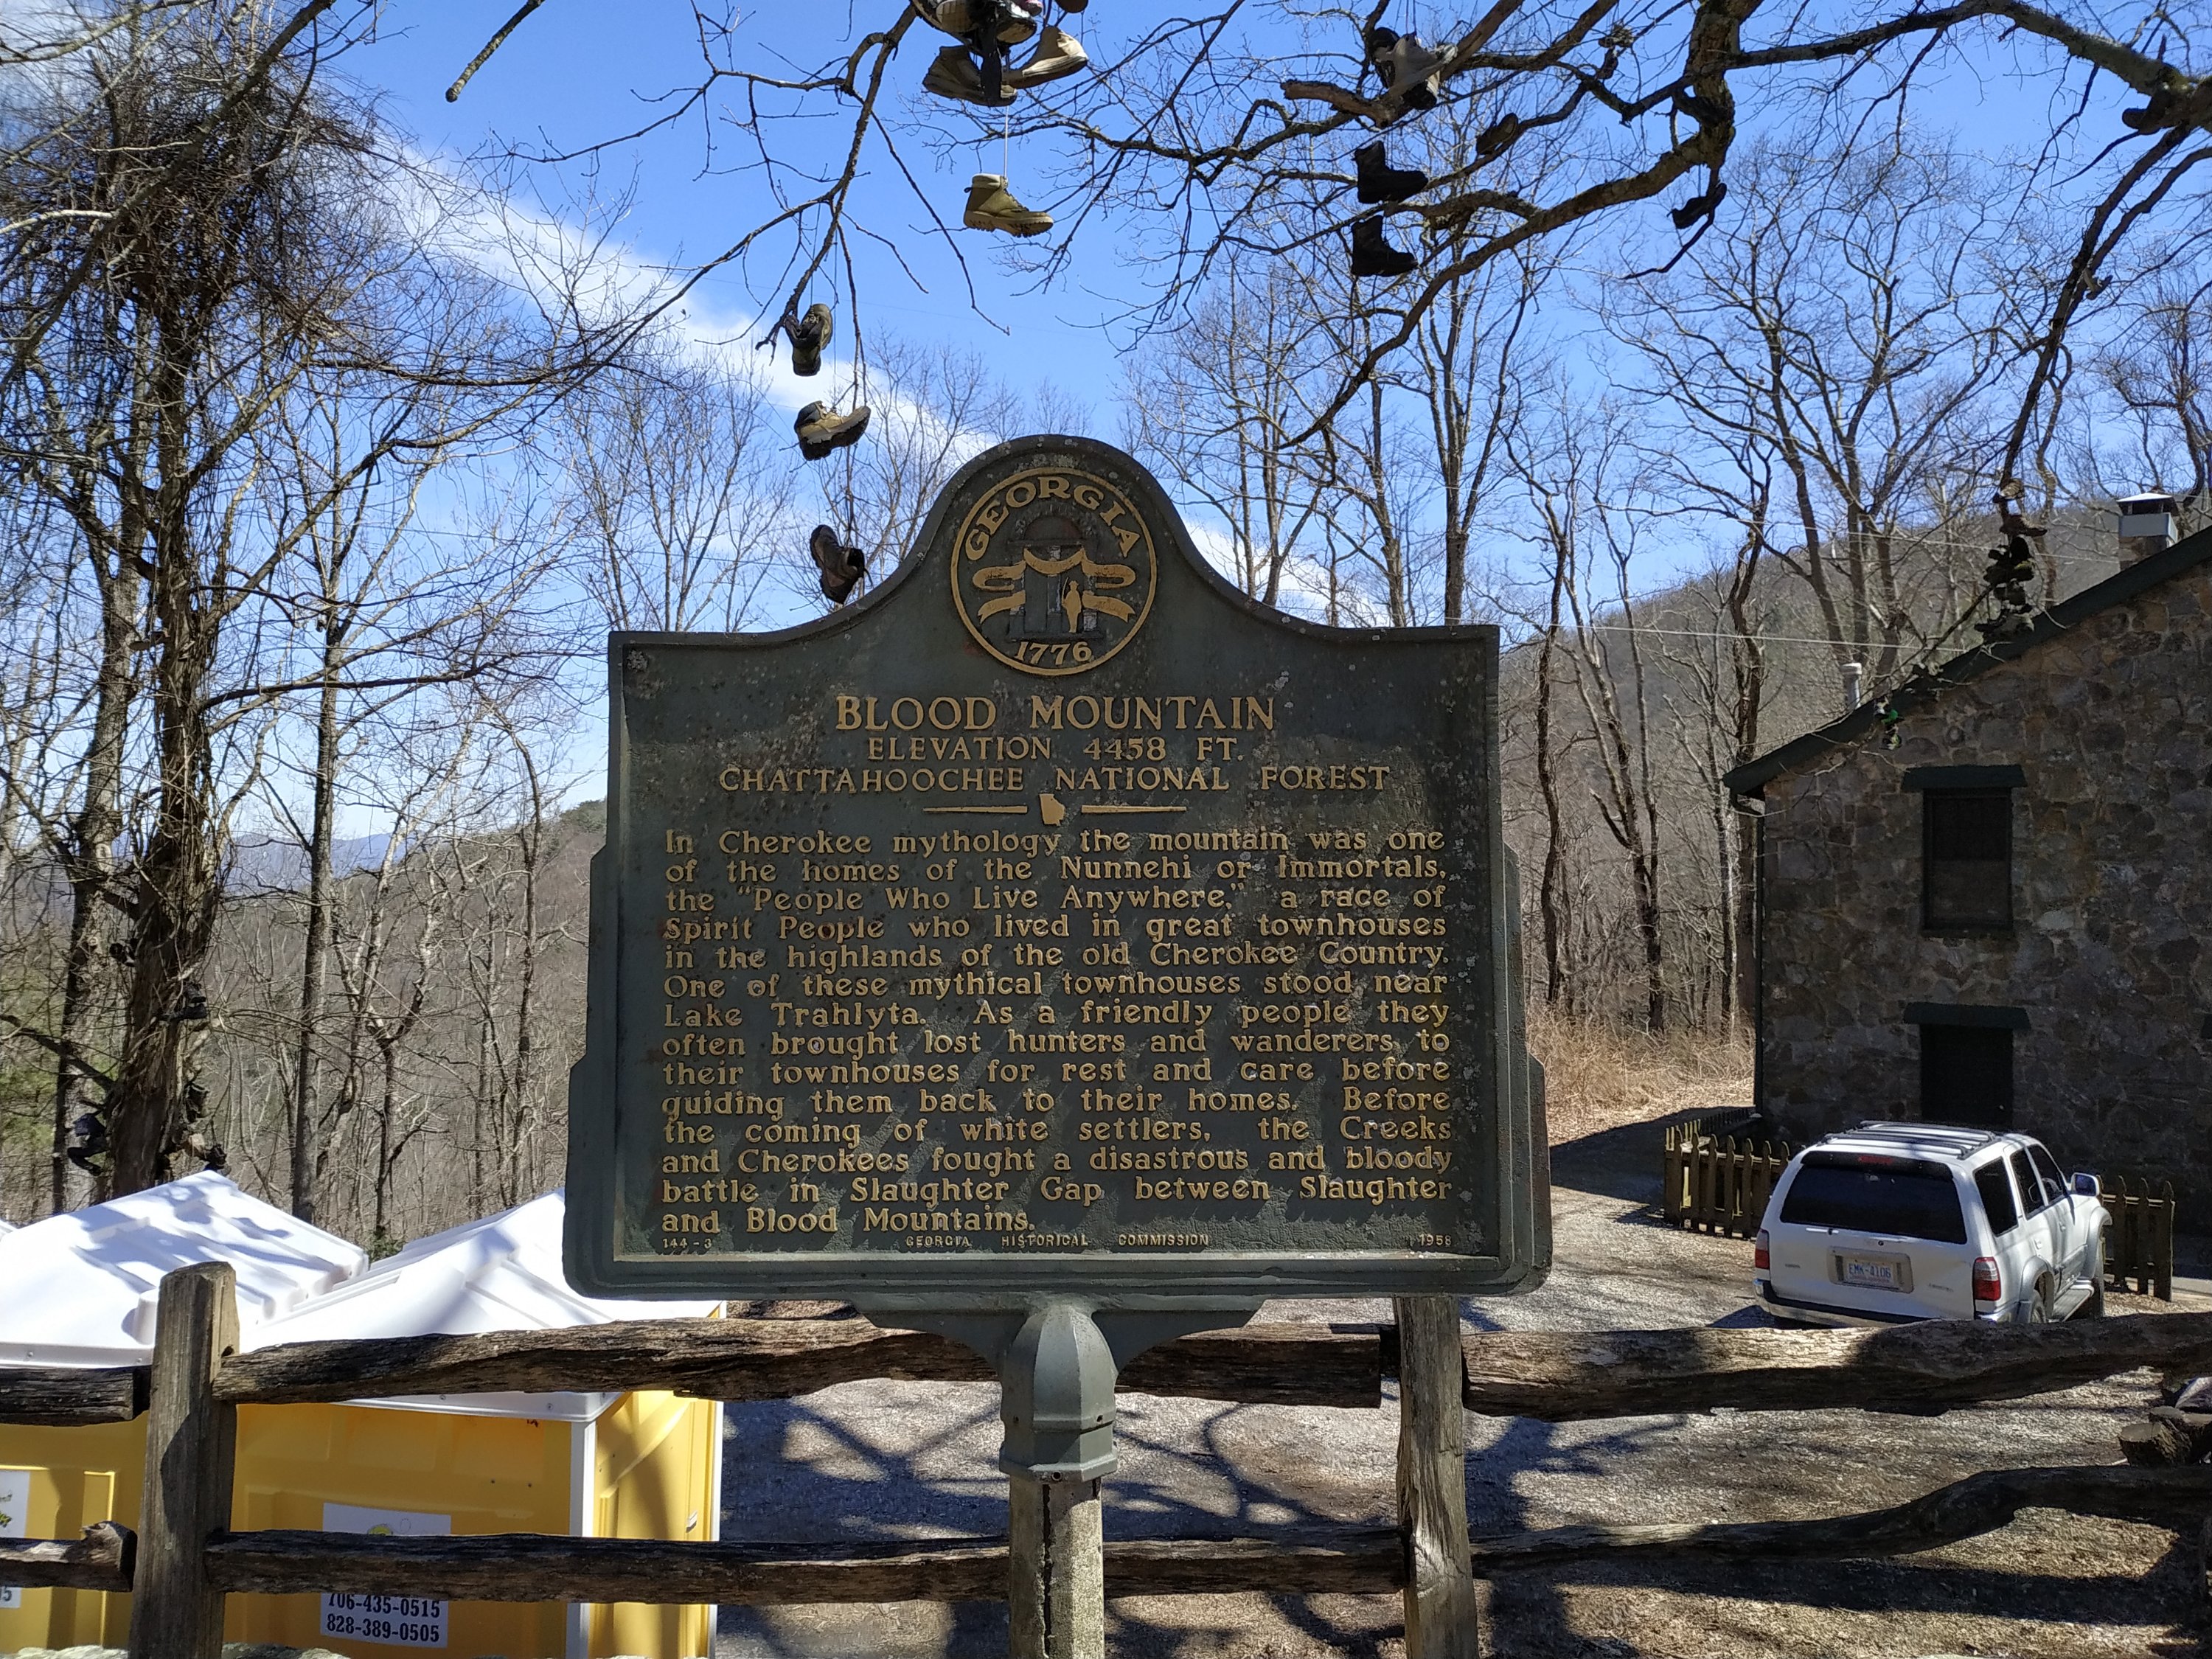 GEORGIA
1776
BLOOD MOUNTAIN
ELEVATION 4458 FT.
CHATTAHOOCHEE NATIONAL FOREST
In Cherokee mythology the mountain was one
of the homes of the Nunnehi or Immortals,
the "People Who Live Anywhere," a race of
Spirit People who lived in great townhouses
in the highlands of the old Cherokee Country.
One of these mythical townhouses stood near
Lake Trahlyta. As a friendly people they
often brought lost hunters and wanderers to
their townhouses for rest and care before
guiding them back to their homes. Before
the coming of white settlers, the Creeks
and Cherokees fought a disastrous and bloody
battle in Slaughter Gap between Slaughter
and Blood Mountains.
144-3 GEORGIA HISTORICAL COMMISSION 1958
EMK-4106
706-435-0515
828-389-0505